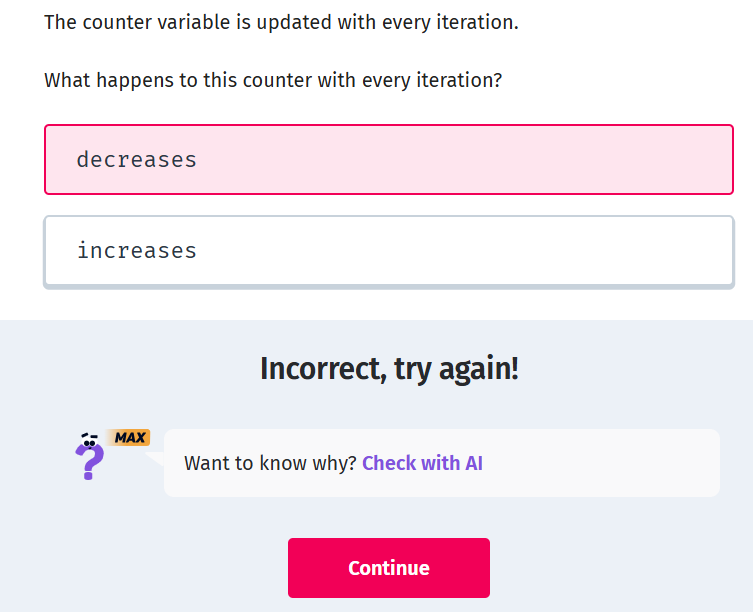 The counter variable is updated with every iteration.
What happens to this counter with every iteration?
decreases
increases
Incorrect, try again!
MAX
Want to know why? Check with AI
Continue